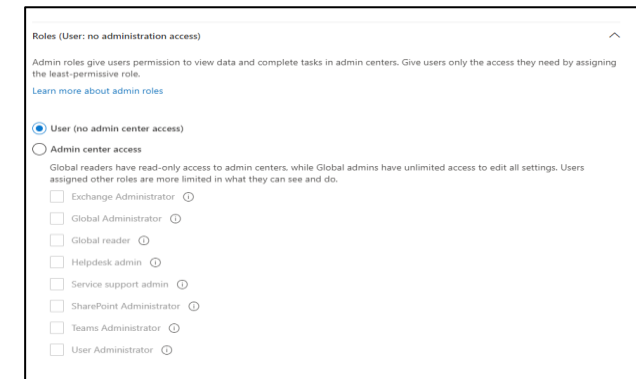 Roles (User: no administration access)
Admin roles give users permission to view data and complete tasks in admin centers. Give users only the access they need by assigning
the least-permissive role.
Learn more about admin roles
User (no admin center access)
Admin center access
Global readers have read-only access to admin centers, while Global admins have unlimited access to edit all settings. Users
assigned other roles are more limited in what they can see and do.
Exchange Administrator
Global Administrator
Global reader
Helpdesk admin
Service support admin
SharePoint Administrator
Teams Administrator
User Administrator